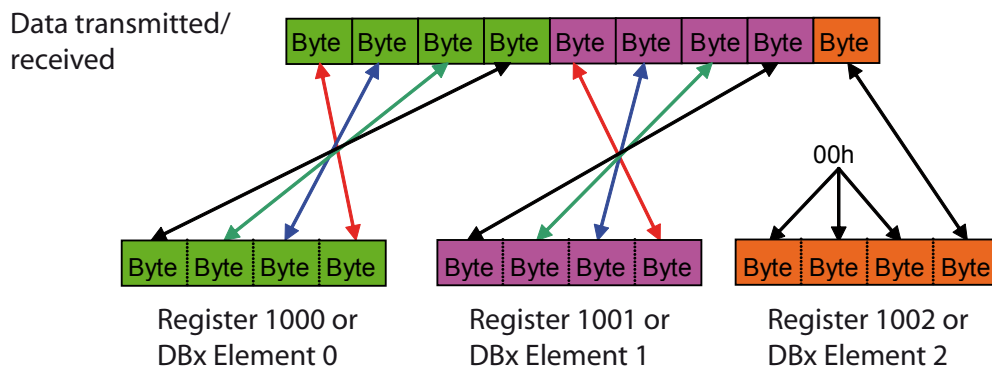 Data transmitted/
received
Byte Byte Byte Byte Byte Byte Byte Byte Byte
00h
Byte Byte Byte Byte Byte Byte Byte Byte Byte Byte Byte Byte
Register 1000 or
DBx Element 0
Register 1001 or
DBx Element 1
Register 1002 or
DBx Element 2